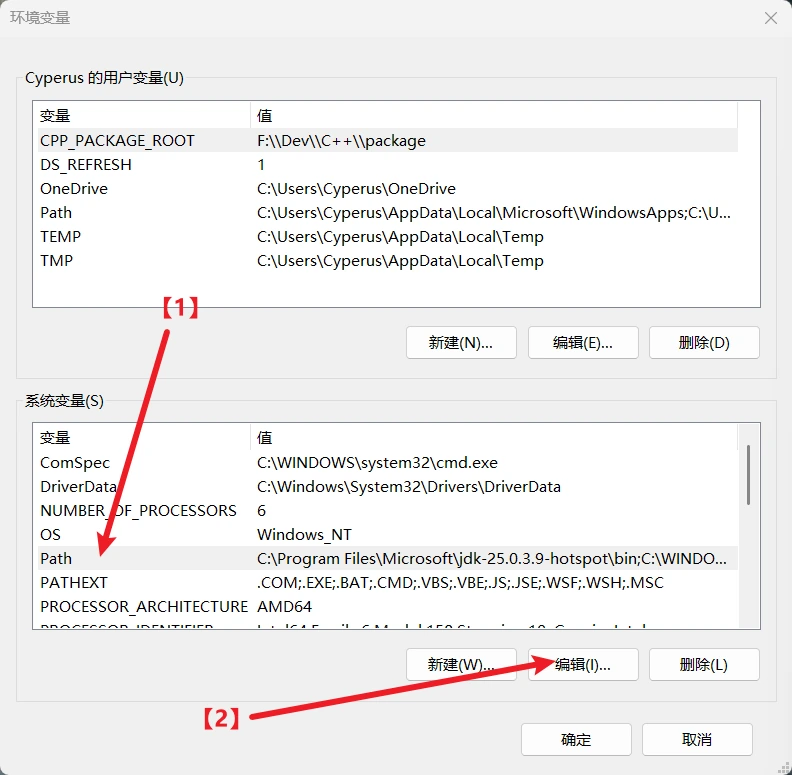 环境变量
Cyperus 的用户变量(U)
变量 值
CPP_PACKAGE_ROOT F:\\Dev\\C++\\package
DS_REFRESH 1
OneDrive C:\Users\Cyperus\OneDrive
Path C:\Users\Cyperus\AppData\Local\Microsoft\WindowsApps;C:\U...
TEMP C:\Users\Cyperus\AppData\Local\Temp
TMP C:\Users\Cyperus\AppData\Local\Temp
【1】
新建(N)... 编辑(E)... 删除(D)
系统变量(S)
变量 值
ComSpec C:\WINDOWS\system32\cmd.exe
DriverData C:\Windows\System32\Drivers\DriverData
NUMBER_OF_PROCESSORS 6
OS Windows_NT
Path C:\Program Files\Microsoft\jdk-25.0.3.9-hotspot\bin;C:\WINDO...
PATHEXT .COM;.EXE;.BAT;.CMD;.VBS;.VBE;.JS;.JSE;.WSF;.WSH;.MSC
PROCESSOR_ARCHITECTURE AMD64
PROCESSOR_IDENTIFIER
新建(W)... 编辑(I)... 删除(L)
【2】
确定 取消